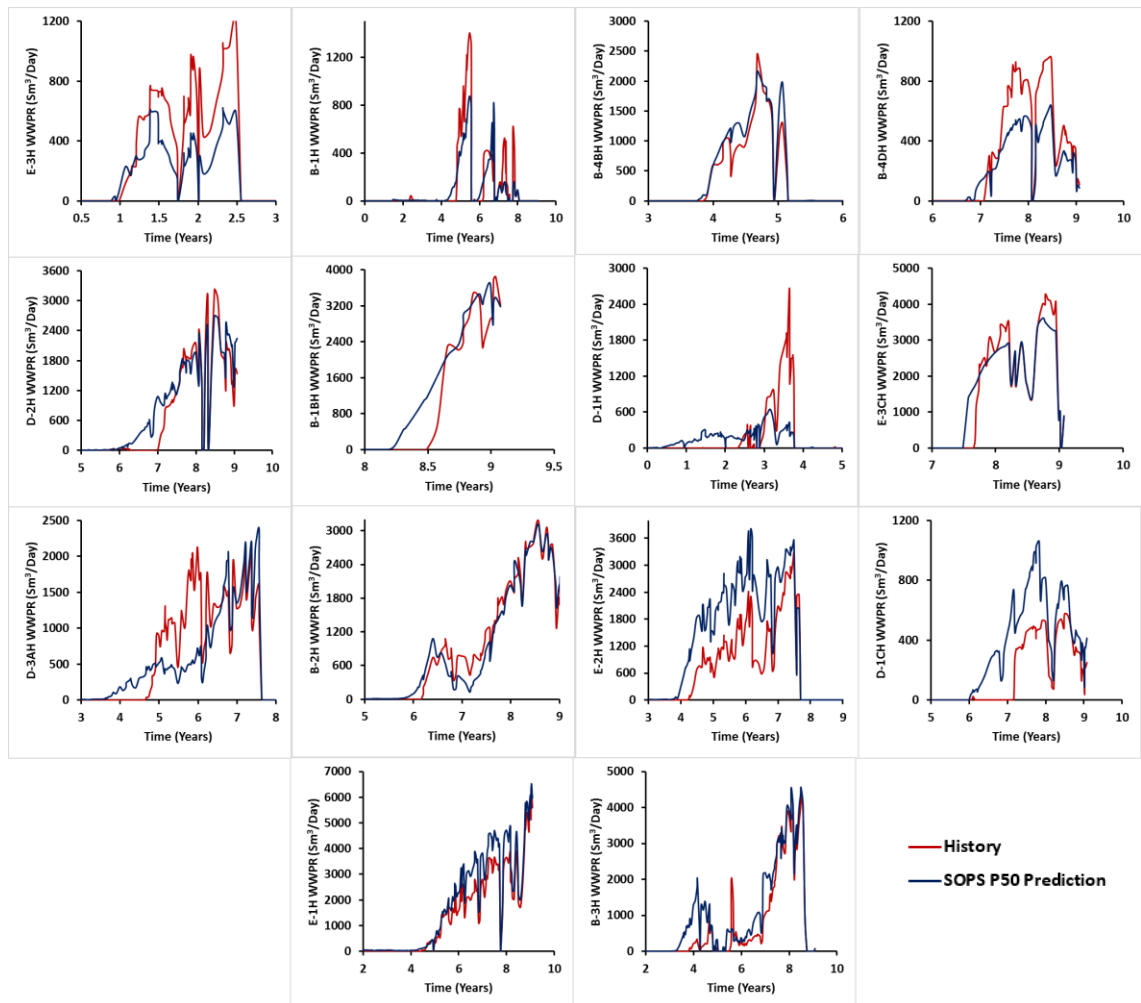 E-3H WWPR (Sm³/Day)
1200
800
400
0
0.5 1 1.5 2 2.5 3
Time (Years)
B-1H WWPR (Sm³/Day)
1200
800
400
0
0 2 4 6 8 10
Time (Years)
B-4BH WWPR (Sm³/Day)
3000
2500
2000
1500
1000
500
0
3 4 5 6
Time (Years)
B-4DH WWPR (Sm³/Day)
1200
1000
800
600
400
200
0
6 7 8 9 10
Time (Years)
D-2H WWPR (Sm³/Day)
3600
3000
2400
1800
1200
600
0
5 6 7 8 9 10
Time (Years)
B-1BH WWPR (Sm³/Day)
4000
3200
2400
1600
800
0
8 8.5 9 9.5
Time (Years)
D-1H WWPR (Sm³/Day)
3000
2400
1800
1200
600
0
0 1 2 3 4 5
Time (Years)
E-3CH WWPR (Sm³/Day)
5000
4000
3000
2000
1000
0
7 8 9 10
Time (Years)
D-3AH WWPR (Sm³/Day)
2500
2000
1500
1000
500
0
3 4 5 6 7 8
Time (Years)
B-2H WWPR (Sm³/Day)
3000
2400
1800
1200
600
0
5 6 7 8 9
Time (Years)
E-2H WWPR (Sm³/Day)
3600
3000
2400
1800
1200
600
0
3 4 5 6 7 8 9
Time (Years)
D-1CH WWPR (Sm³/Day)
1200
800
400
0
5 6 7 8 9 10
Time (Years)
E-1H WWPR (Sm³/Day)
7000
6000
5000
4000
3000
2000
1000
0
2 4 6 8 10
Time (Years)
B-3H WWPR (Sm³/Day)
5000
4000
3000
2000
1000
0
2 4 6 8 10
Time (Years)
History
SOPS P50 Prediction